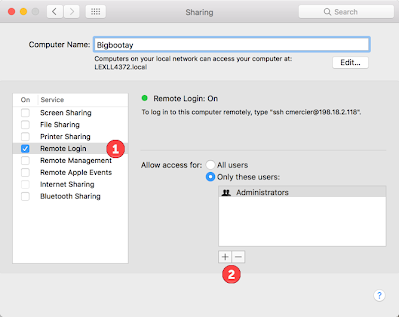 Sharing
Search
Computer Name: Bigbootay
Computers on your local network can access your computer at:
LEXLL4372.local
Edit...
On Service
Screen Sharing
File Sharing
Printer Sharing
Remote Login
Remote Management
Remote Apple Events
Internet Sharing
Bluetooth Sharing
1
Remote Login: On
To log in to this computer remotely, type "ssh cmercier@198.18.2.118".
Allow access for: All users
Only these users:
Administrators
+ −
2
?